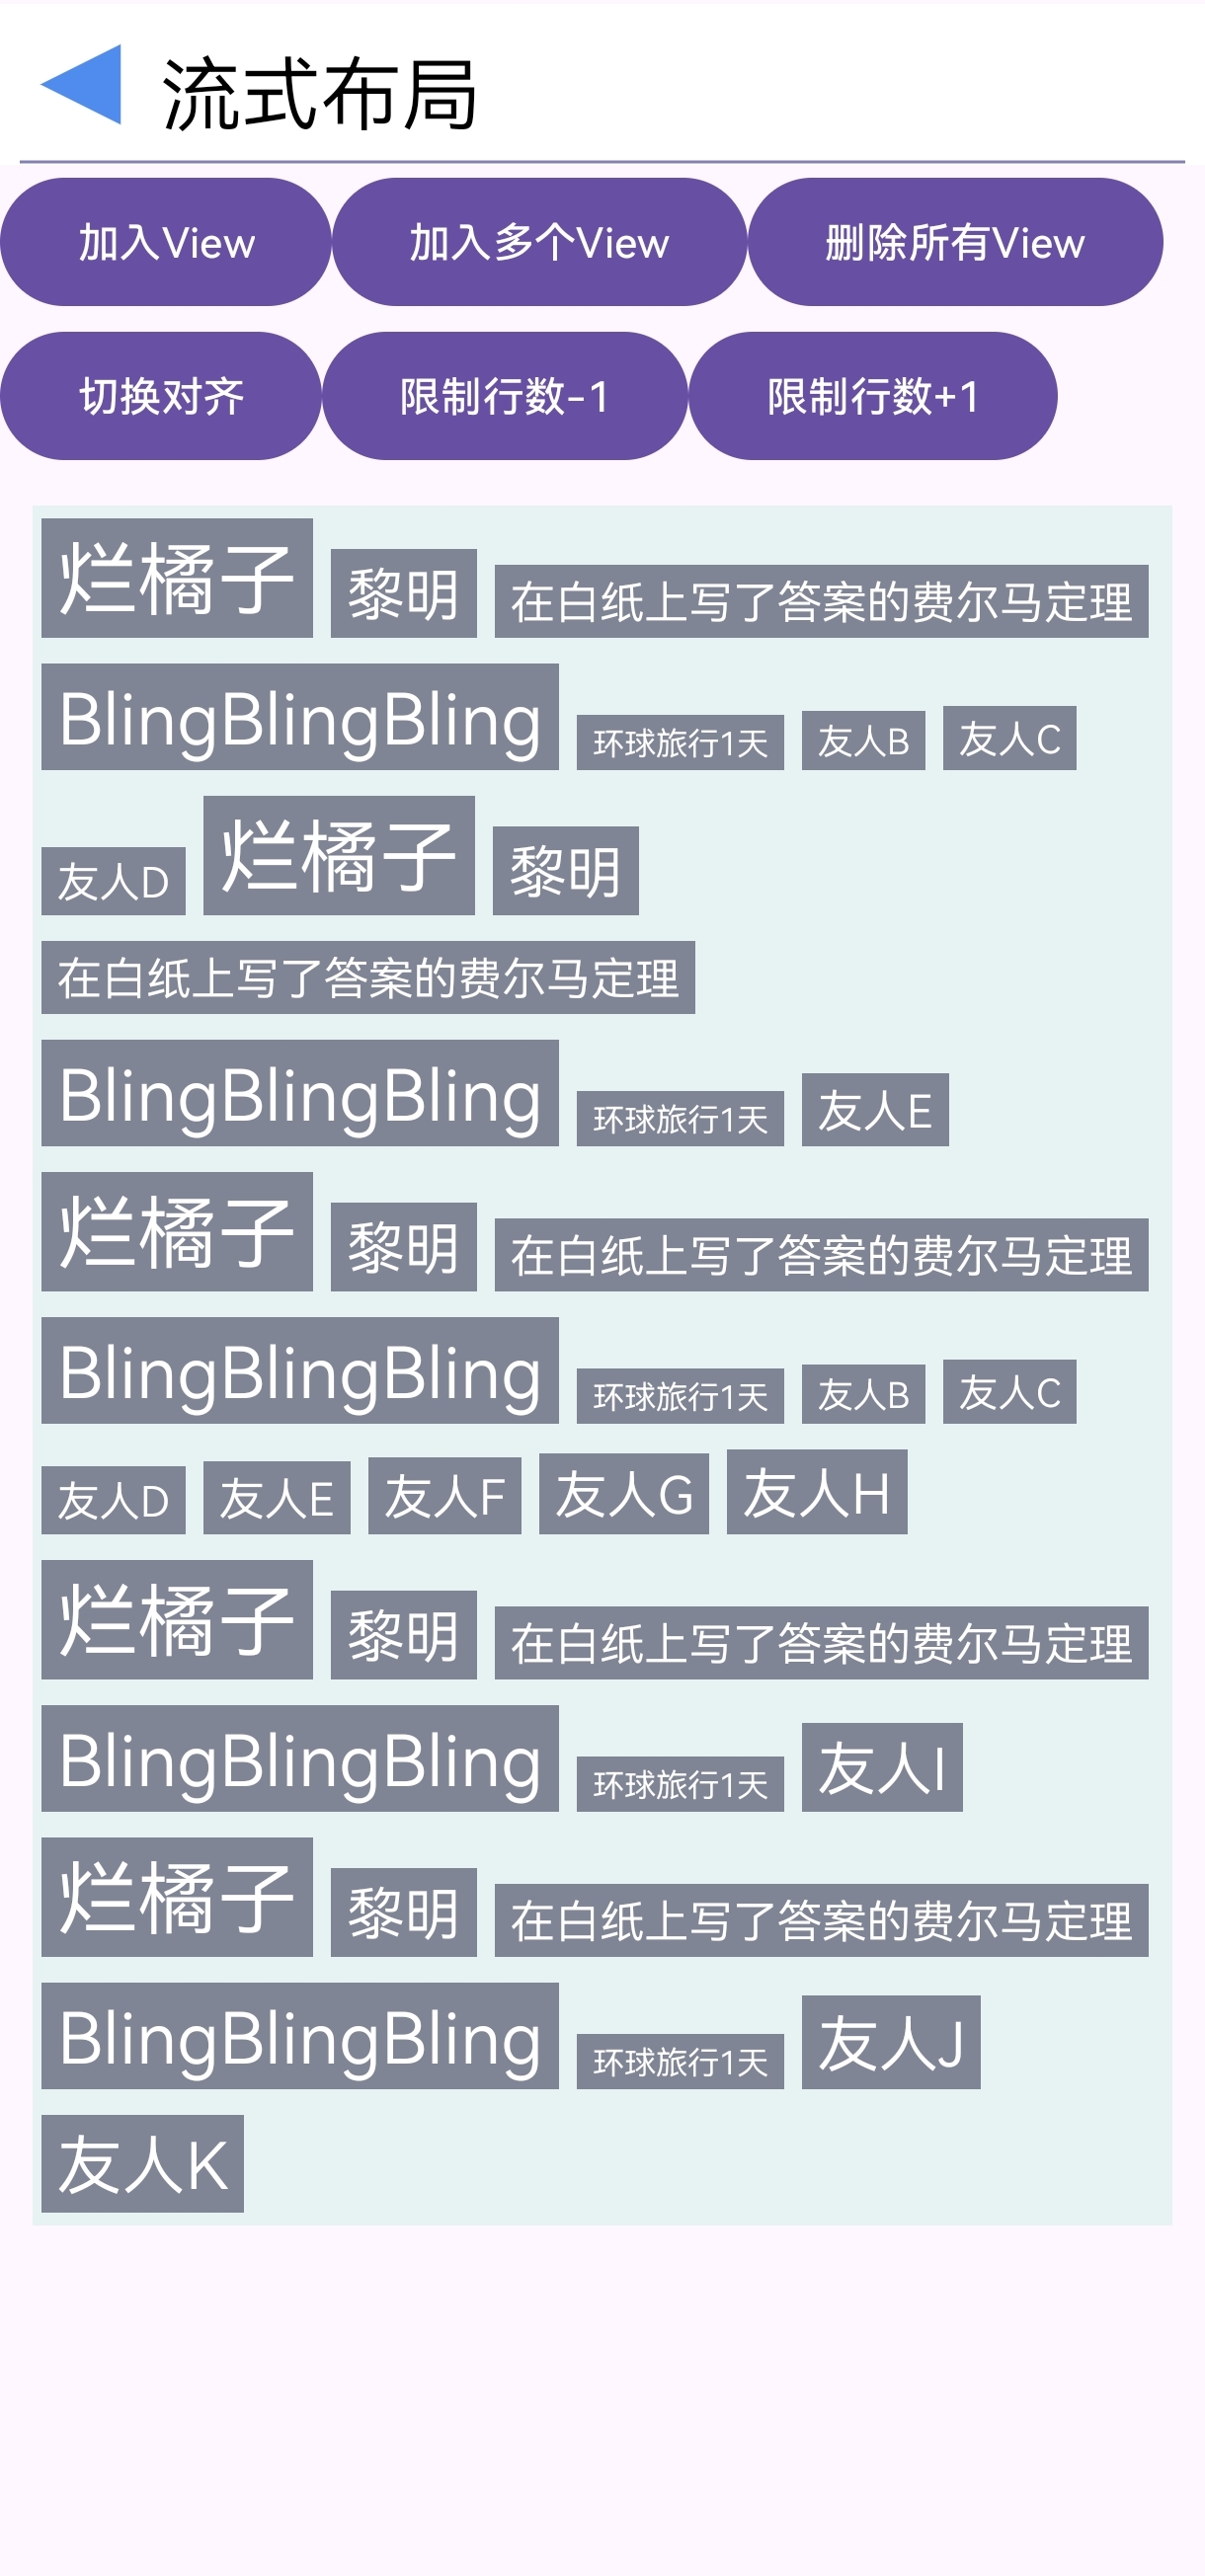 流式布局
加入View 加入多个View 删除所有View
切换对齐 限制行数-1 限制行数+1
烂橘子 黎明 在白纸上写了答案的费尔马定理
BlingBlingBling 环球旅行1天 友人B 友人C
友人D 烂橘子 黎明
在白纸上写了答案的费尔马定理
BlingBlingBling 环球旅行1天 友人E
烂橘子 黎明 在白纸上写了答案的费尔马定理
BlingBlingBling 环球旅行1天 友人B 友人C
友人D 友人E 友人F 友人G 友人H
烂橘子 黎明 在白纸上写了答案的费尔马定理
BlingBlingBling 环球旅行1天 友人I
烂橘子 黎明 在白纸上写了答案的费尔马定理
BlingBlingBling 环球旅行1天 友人J
友人K